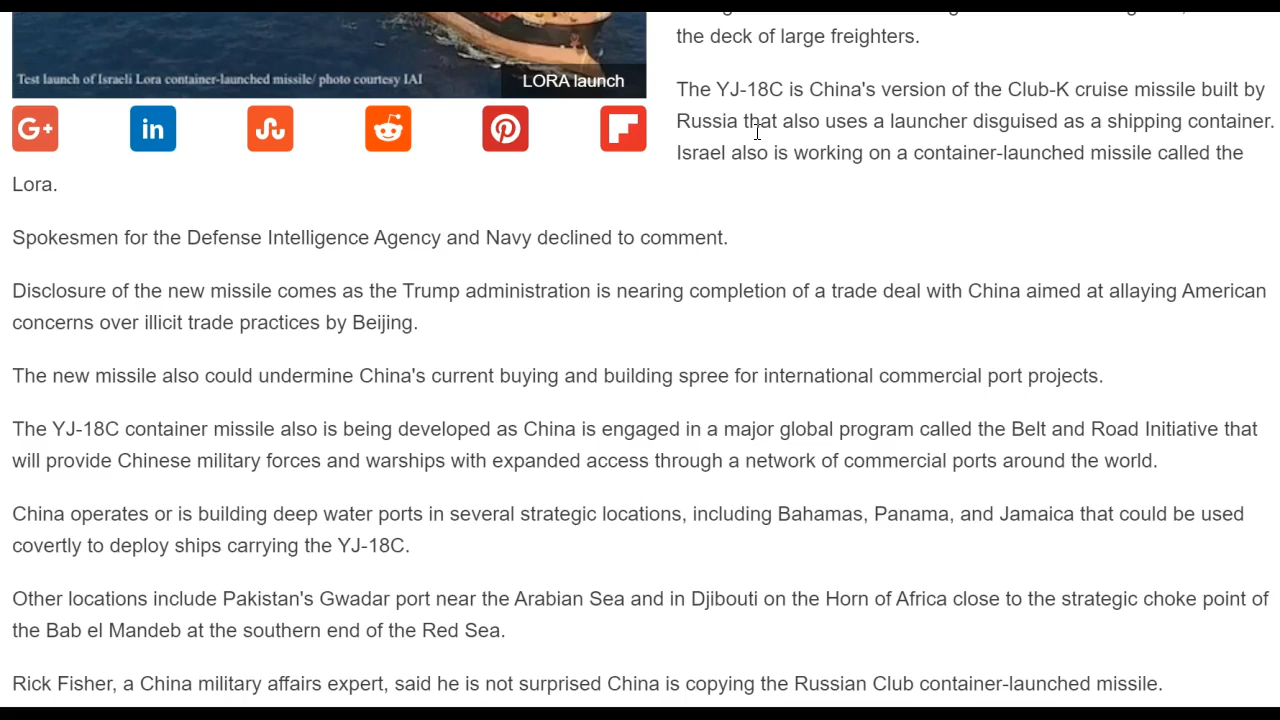 the deck of large freighters.
Test launch of Israeli Lora container-launched missile/ photo courtesy IAI
LORA launch
G+
in
The YJ-18C is China's version of the Club-K cruise missile built by
Russia that also uses a launcher disguised as a shipping container.
Israel also is working on a container-launched missile called the
Lora.
Spokesmen for the Defense Intelligence Agency and Navy declined to comment.
Disclosure of the new missile comes as the Trump administration is nearing completion of a trade deal with China aimed at allaying American
concerns over illicit trade practices by Beijing.
The new missile also could undermine China's current buying and building spree for international commercial port projects.
The YJ-18C container missile also is being developed as China is engaged in a major global program called the Belt and Road Initiative that
will provide Chinese military forces and warships with expanded access through a network of commercial ports around the world.
China operates or is building deep water ports in several strategic locations, including Bahamas, Panama, and Jamaica that could be used
covertly to deploy ships carrying the YJ-18C.
Other locations include Pakistan's Gwadar port near the Arabian Sea and in Djibouti on the Horn of Africa close to the strategic choke point of
the Bab el Mandeb at the southern end of the Red Sea.
Rick Fisher, a China military affairs expert, said he is not surprised China is copying the Russian Club container-launched missile.